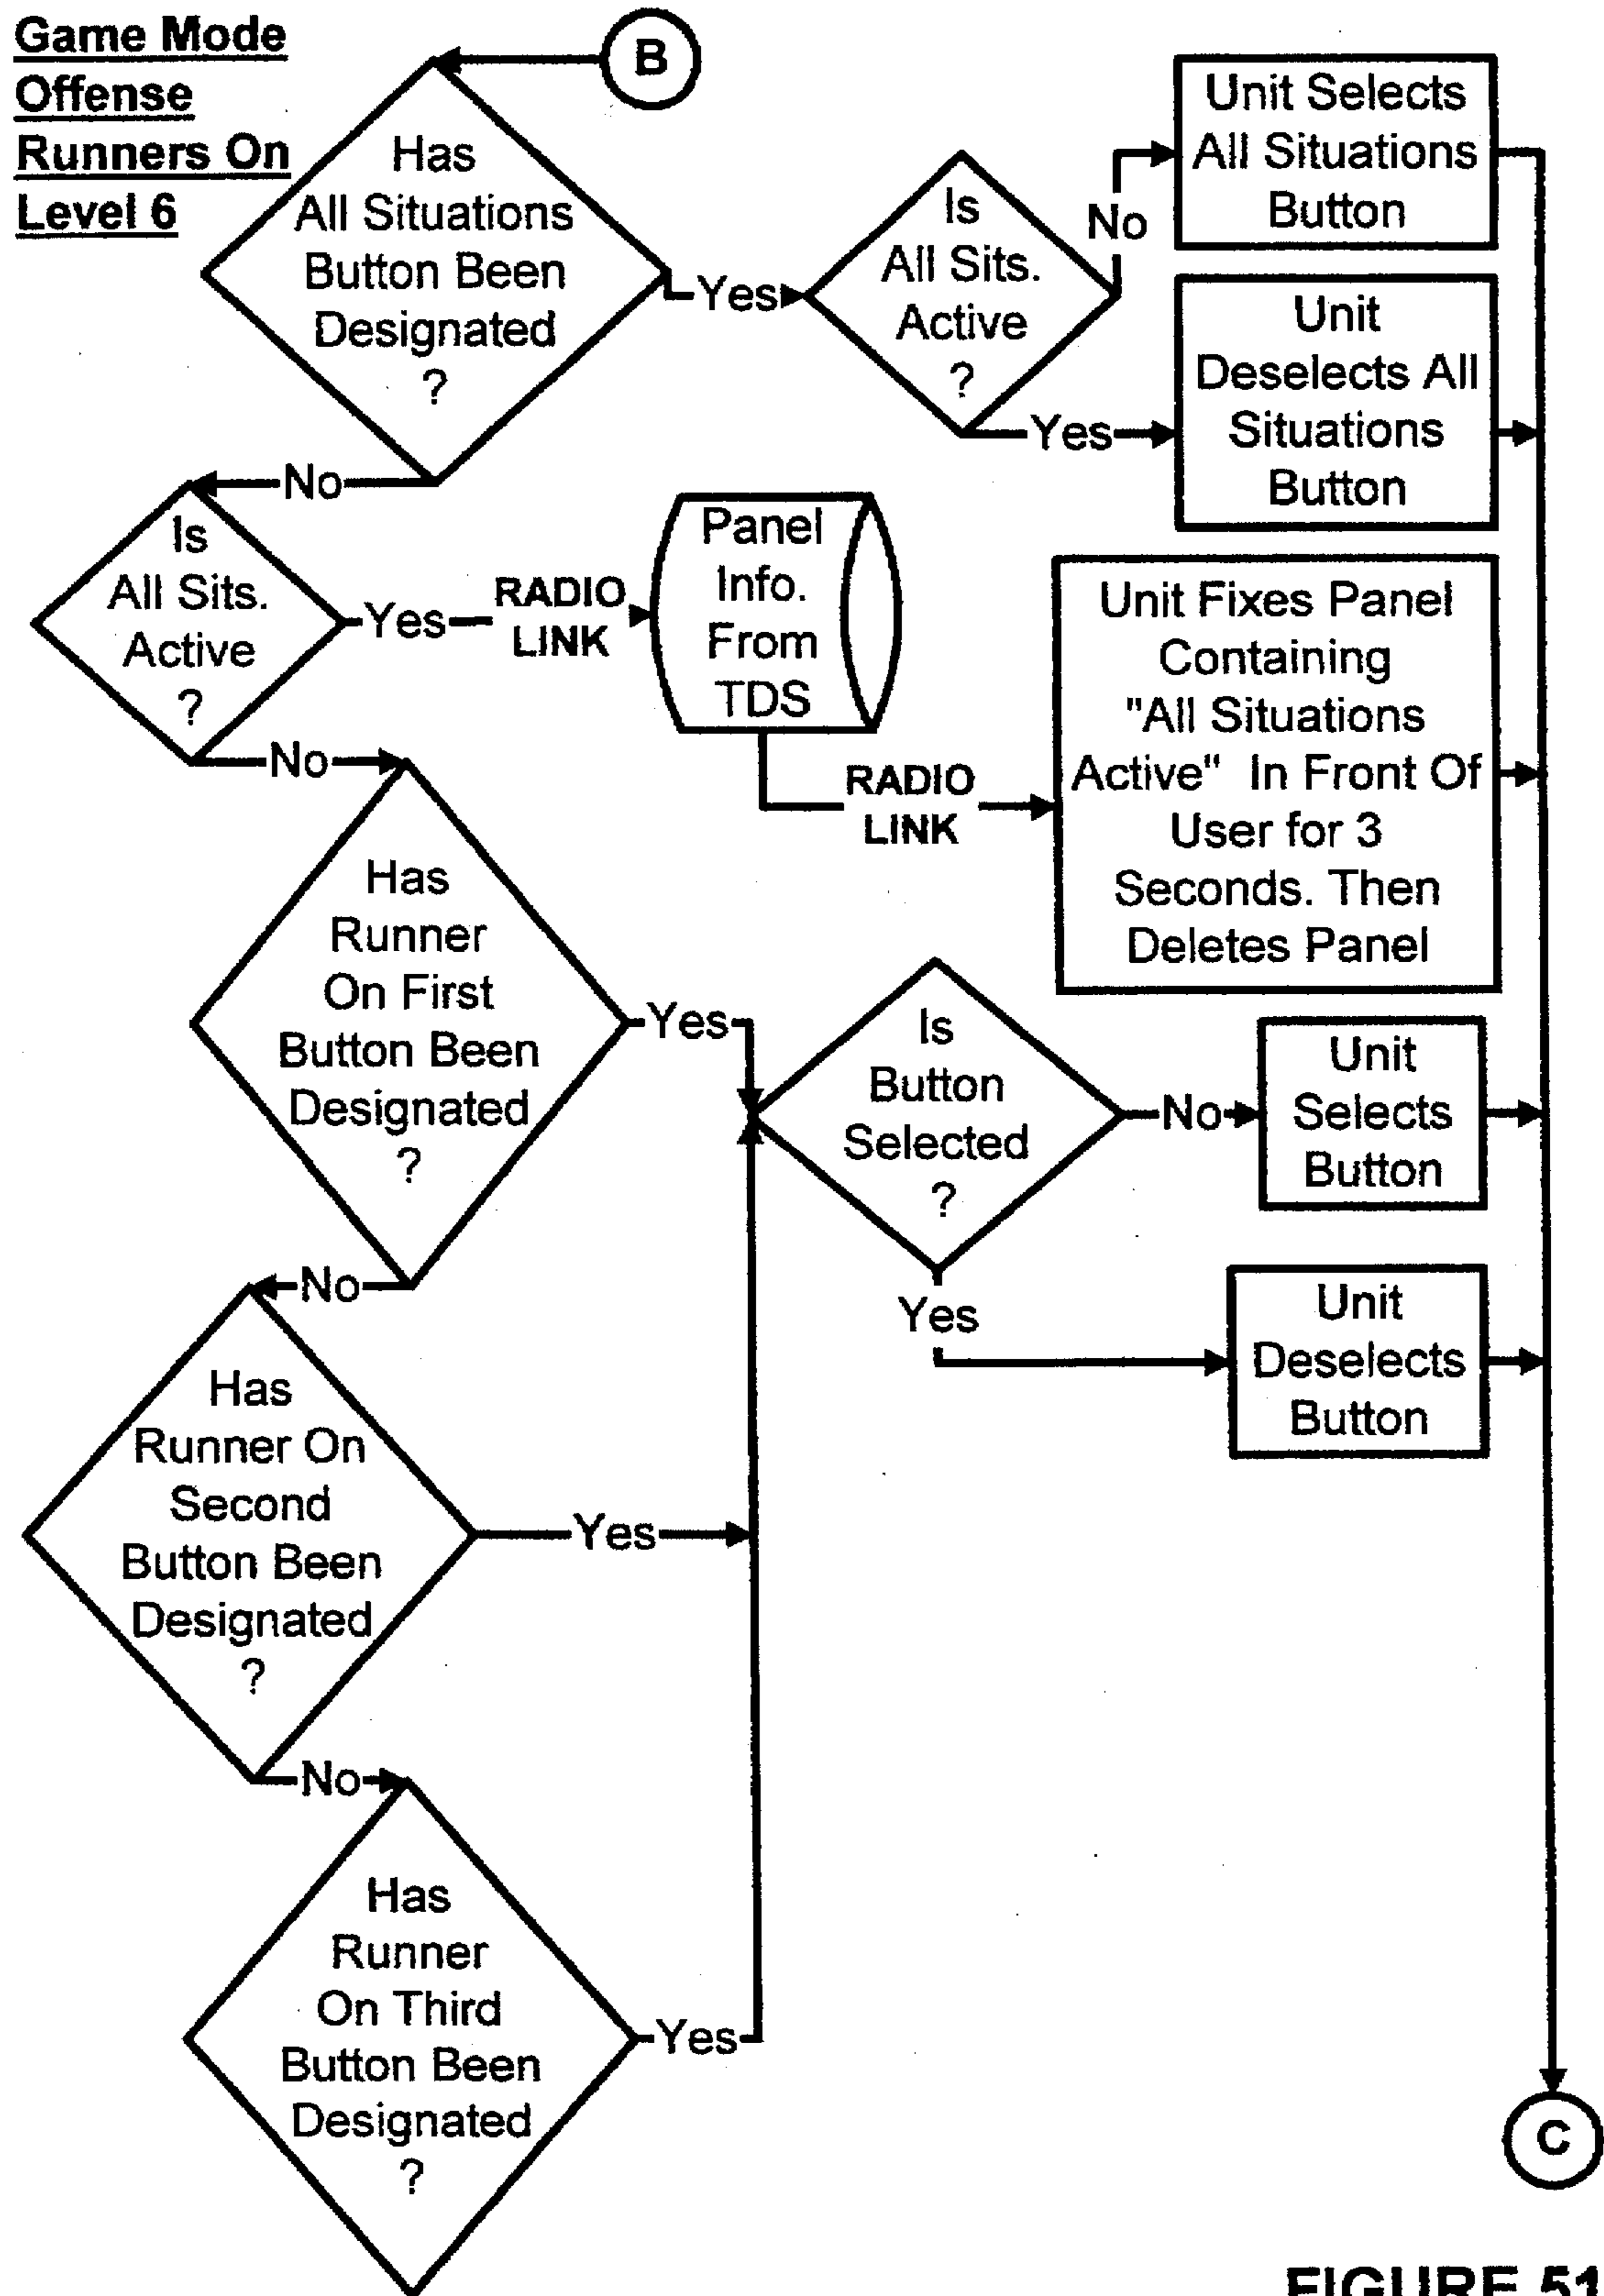 Game Mode
Offense
Runners On
Level 6
B
Has
All Situations
Button Been
Designated
?
Yes
Is
All Sits.
Active
?
No
Unit Selects
All Situations
Button
Yes
Unit
Deselects All
Situations
Button
No
Is
All Sits.
Active
?
Yes
RADIO
LINK
Panel
Info.
From
TDS
RADIO
LINK
Unit Fixes Panel
Containing
"All Situations
Active" In Front Of
User for 3
Seconds. Then
Deletes Panel
No
Has
Runner
On First
Button Been
Designated
?
Yes
Is
Button
Selected
?
No
Unit
Selects
Button
Yes
Unit
Deselects
Button
No
Has
Runner On
Second
Button Been
Designated
?
Yes
No
Has
Runner
On Third
Button Been
Designated
?
Yes
C
FIGURE 51